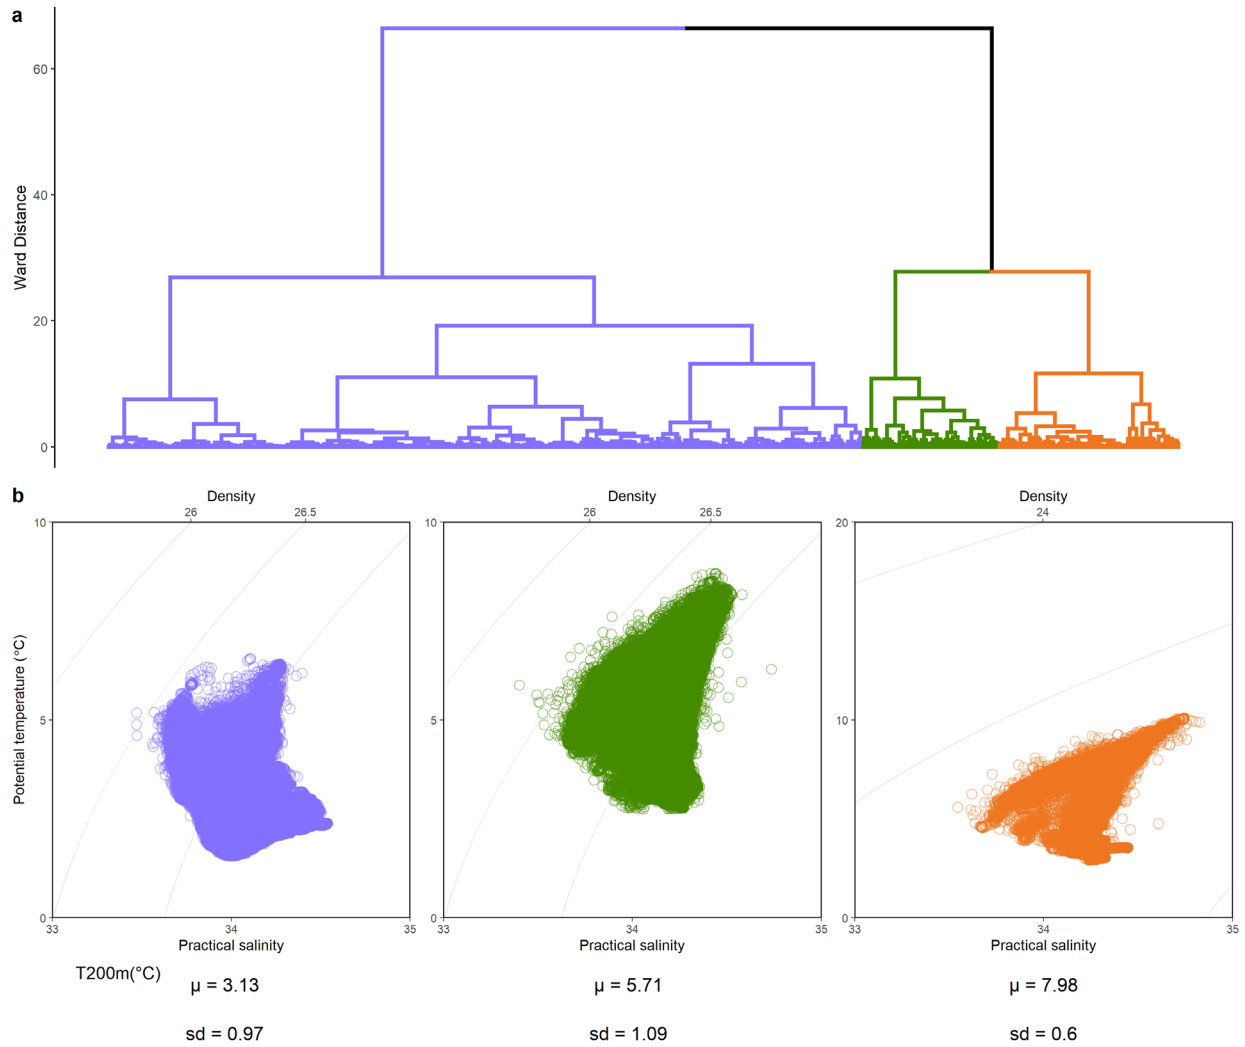 a
60
40
20
0
Ward Distance
b
Density
Density
Density
26
26.5
26
26.5
24
10
5
0
10
5
0
20
15
10
5
0
Potential temperature (°C)
33
34
35
33
34
35
33
34
35
Practical salinity
Practical salinity
Practical salinity
T200m(°C)
μ = 3.13
μ = 5.71
μ = 7.98
sd = 0.97
sd = 1.09
sd = 0.6